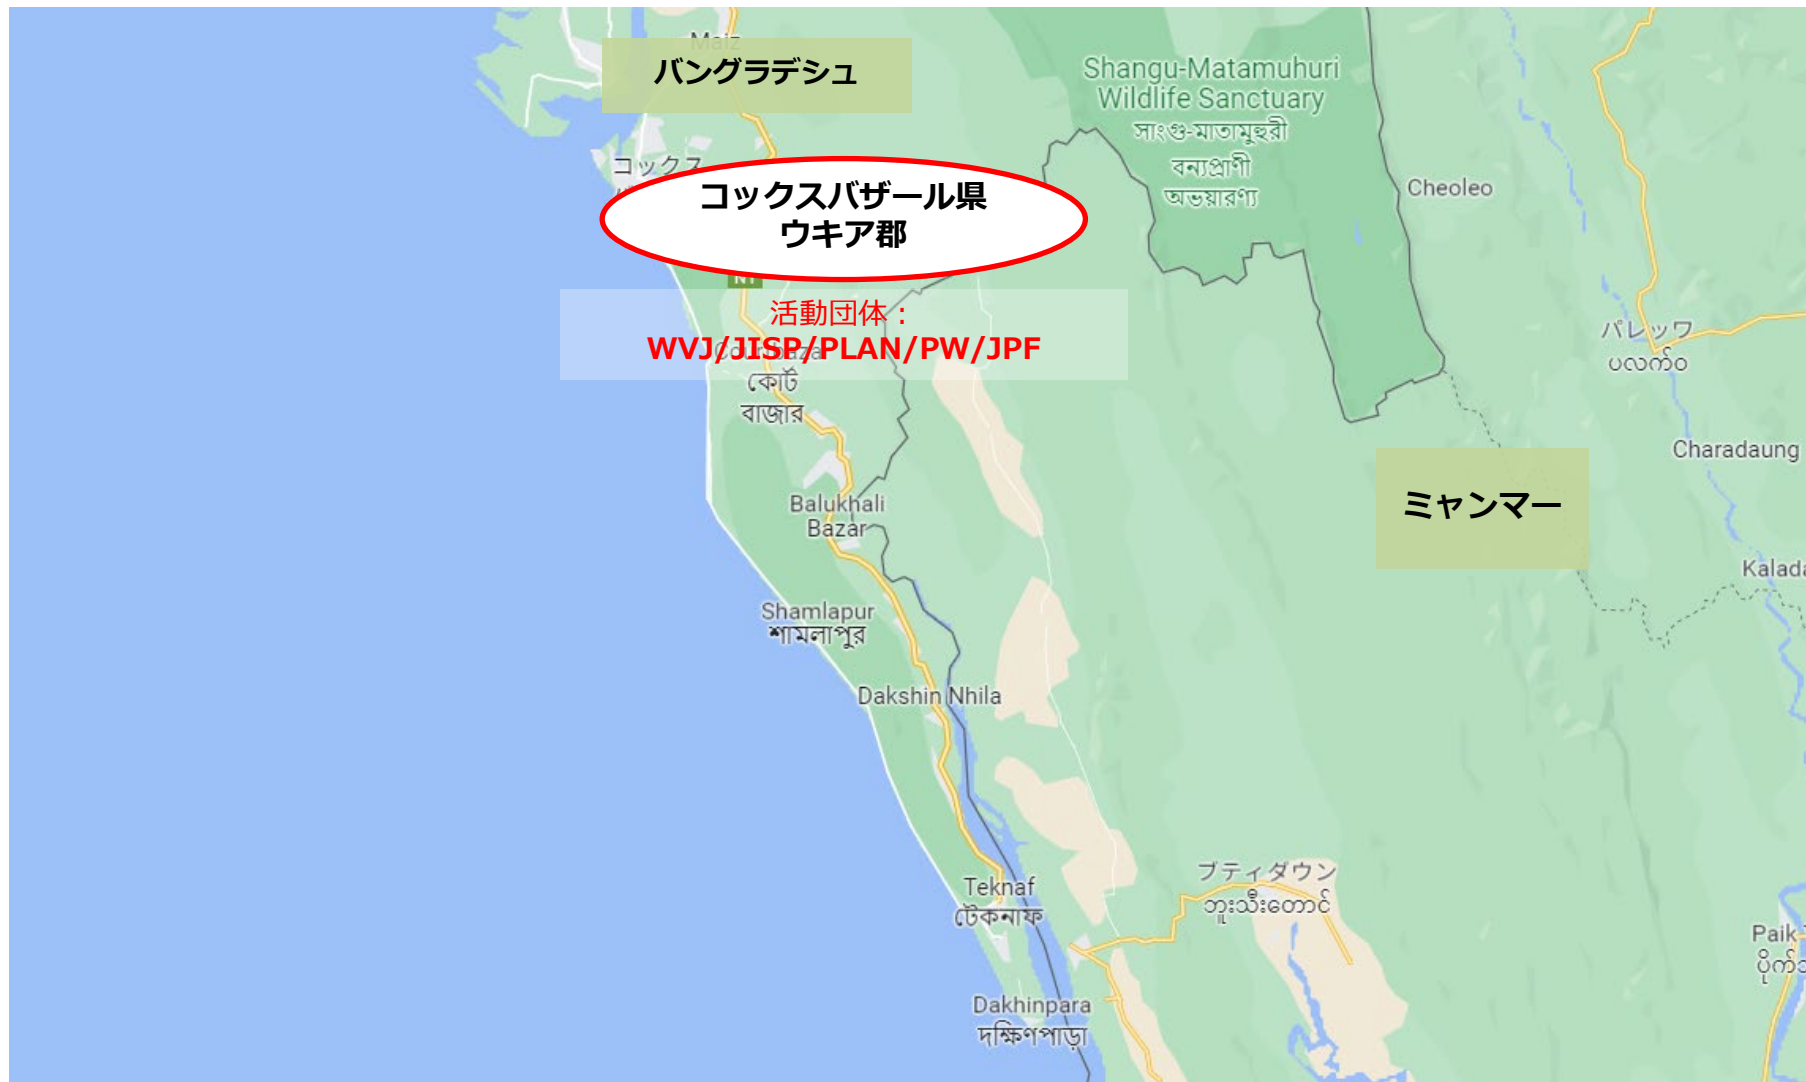 Maiz
バングラデシュ
Shangu-Matamuhuri
Wildlife Sanctuary
সাংগু-মাতামুহুরী
বন্যপ্রাণী
অভয়ারণ্য
コックス
Cheoleo
コックスバザール県
ウキア郡
N1
活動団体：
WVJ/JISP/PLAN/PW/JPF
কোর্ট
বাজার
パレッワ
ပလက်ဝ
Charadaung
ミャンマー
Balukhali
Bazar
Shamlapur
শামলাপুর
Dakshin Nhila
Teknaf
টেকনাফ
ブティダウン
ဘူးသီးတောင်
Paik
Dakhinpara
দক্ষিণপাড়া